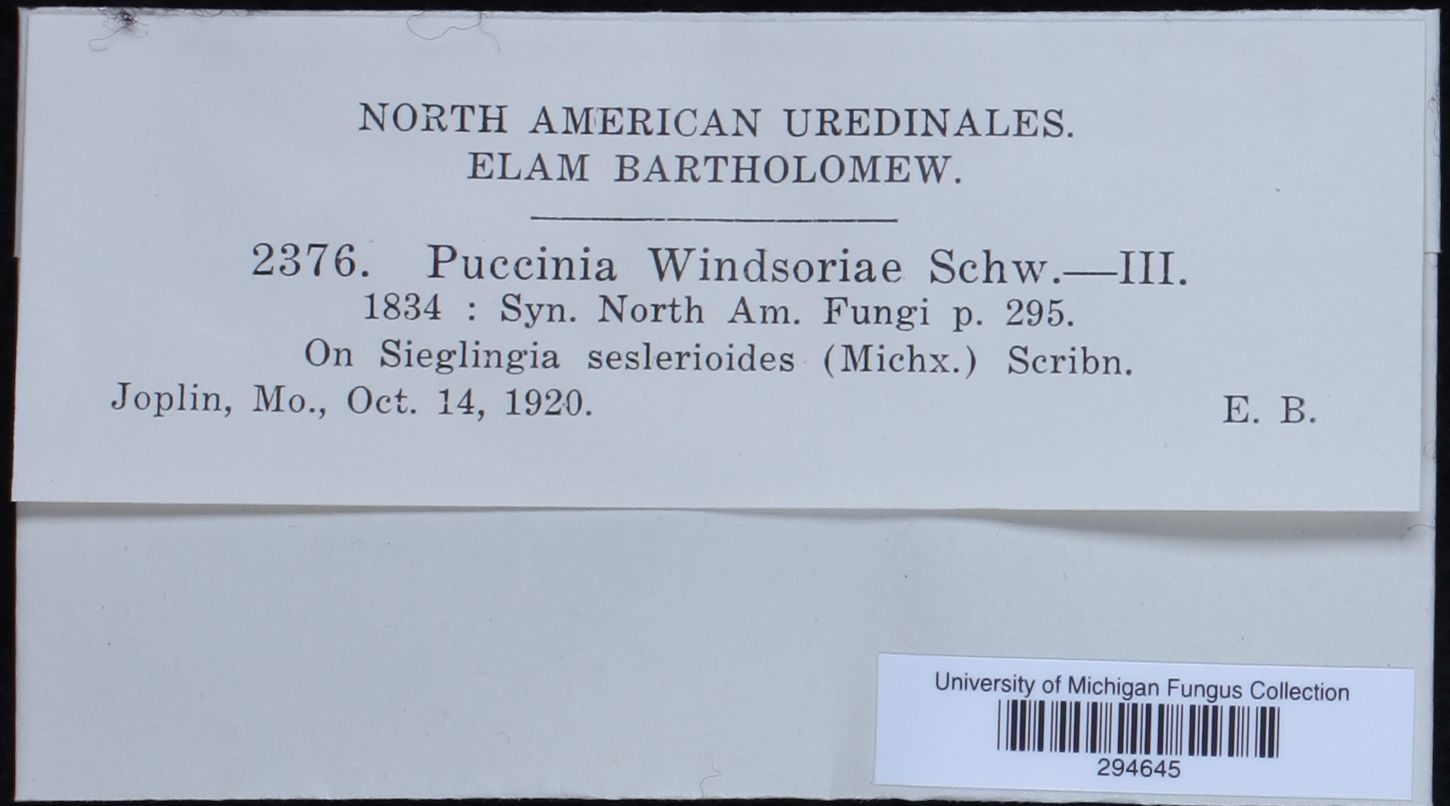 NORTH AMERICAN UREDINALES.
ELAM BARTHOLOMEW.
2376. Puccinia Windsoriae Schw.—III.
1834 : Syn. North Am. Fungi p. 295.
On Sieglingia seslerioides (Michx.) Scribn.
Joplin, Mo., Oct. 14, 1920. E. B.
University of Michigan Fungus Collection
294645